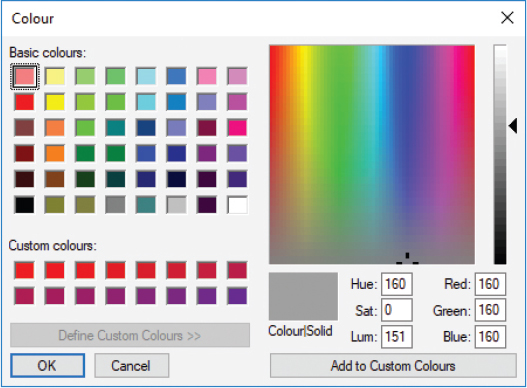 Colour
Basic colours:
Custom colours:
Define Custom Colours >>
OK
Cancel
Hue: 160
Red: 160
Sat: 0
Green: 160
Colour|Solid
Lum: 151
Blue: 160
Add to Custom Colours